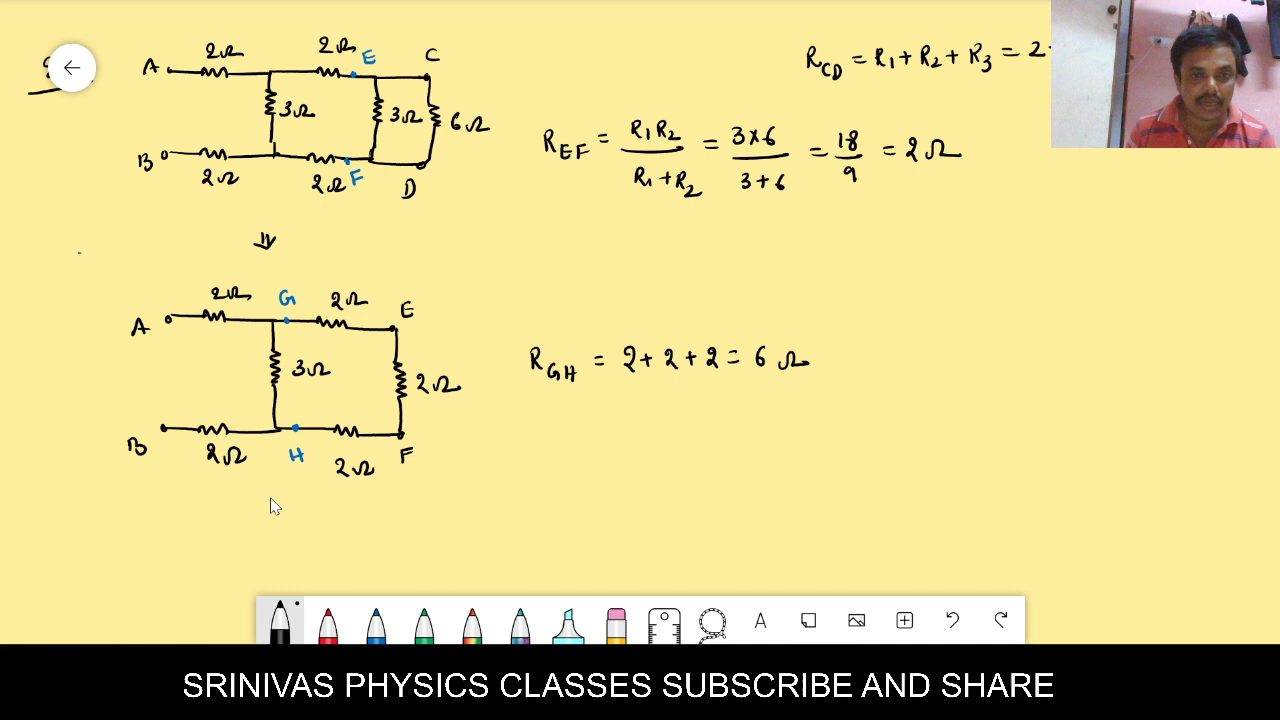 2Ω 2Ω E C
A
3Ω 3Ω 6Ω
B
2Ω 2Ω F D
R_CD = R1 + R2 + R3 = 2
R_EF = R1 R2 / R1 + R2 = 3×6 / 3+6 = 18/9 = 2Ω
2Ω G 2Ω E
A
3Ω 2Ω
B
2Ω H 2Ω F
R_GH = 2 + 2 + 2 = 6 Ω
A
SRINIVAS PHYSICS CLASSES SUBSCRIBE AND SHARE